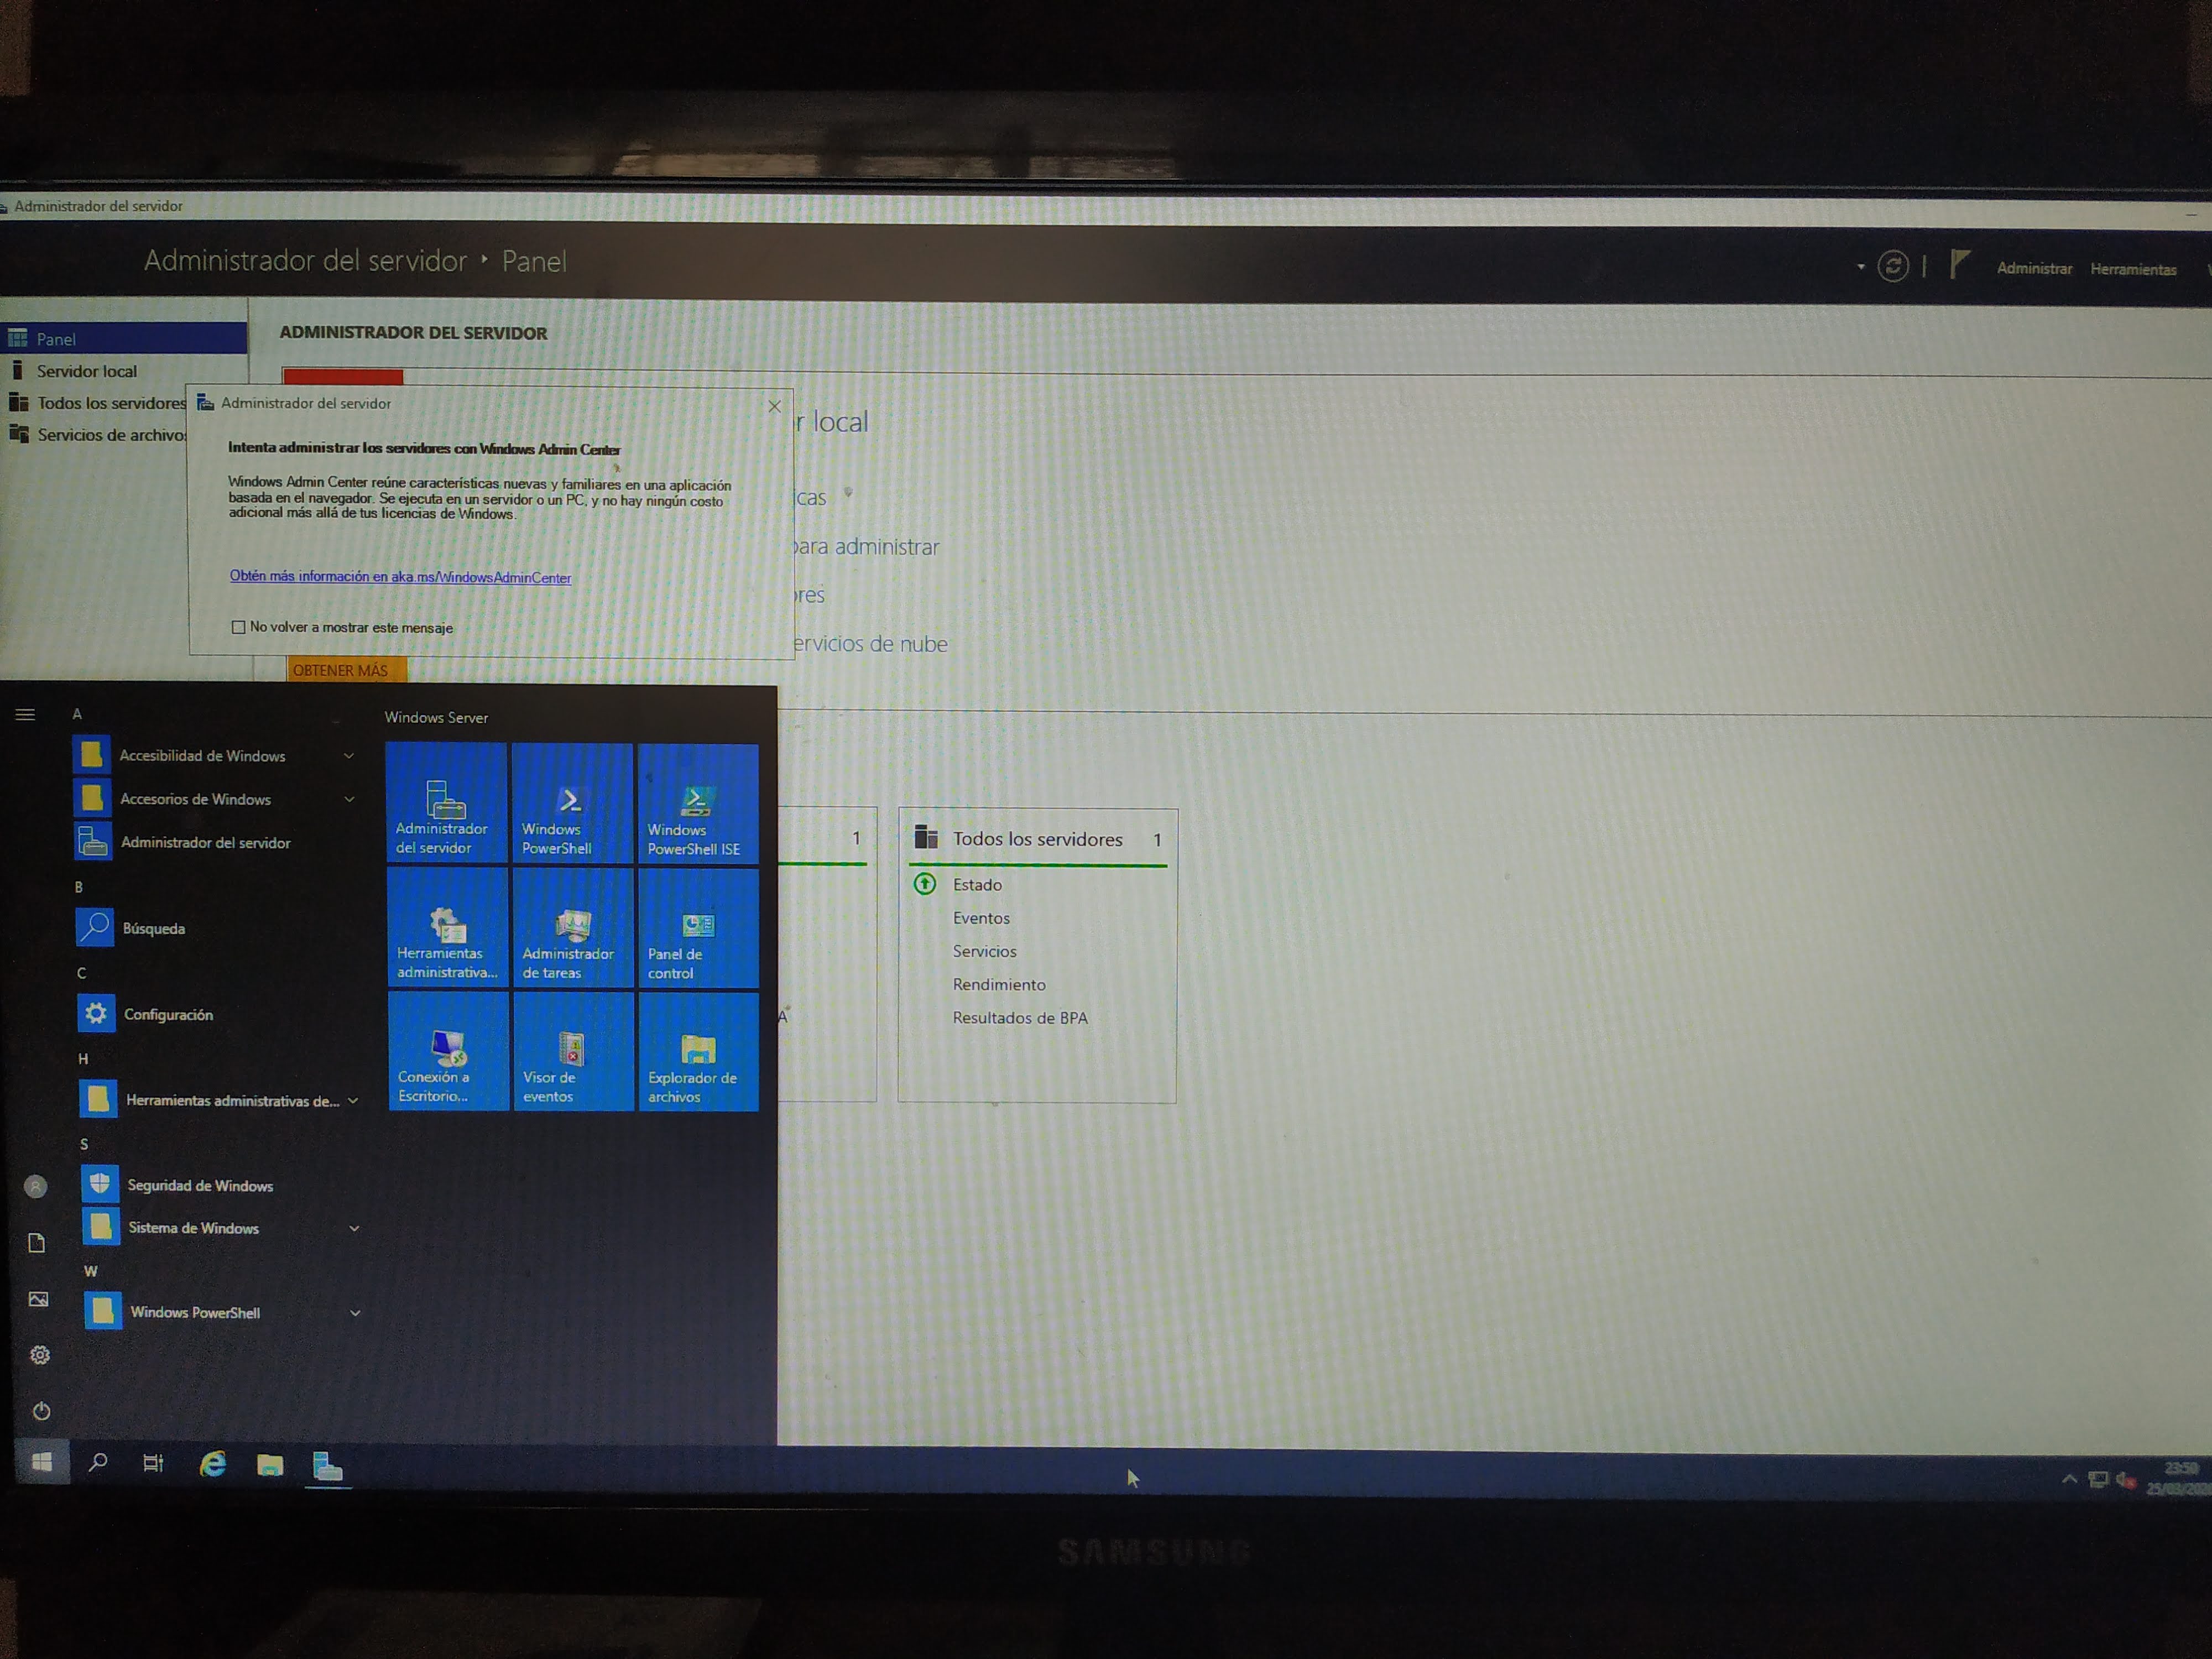 Administrador del servidor
Administrador del servidor ‣ Panel
Administrar
Herramientas
Panel
Servidor local
Todos los servidores
Servicios de archivo
ADMINISTRADOR DEL SERVIDOR
Administrador del servidor
Intenta administrar los servidores con Windows Admin Center
Windows Admin Center reúne características nuevas y familiares en una aplicación
basada en el navegador. Se ejecuta en un servidor o un PC, y no hay ningún costo
adicional más allá de tus licencias de Windows.
Obtén más información en aka.ms/WindowsAdminCenter
No volver a mostrar este mensaje
r local
icas
para administrar
res
ervicios de nube
OBTENER MÁS
A
Accesibilidad de Windows
Accesorios de Windows
Administrador del servidor
B
Búsqueda
C
Configuración
H
Herramientas administrativas de...
S
Seguridad de Windows
Sistema de Windows
W
Windows PowerShell
Windows Server
Administrador
del servidor
Windows
PowerShell
Windows
PowerShell ISE
Herramientas
administrativa...
Administrador
de tareas
Panel de
control
Conexión a
Escritorio...
Visor de
eventos
Explorador de
archivos
1
A
Todos los servidores 1
Estado
Eventos
Servicios
Rendimiento
Resultados de BPA
23:50
SAMSUNG